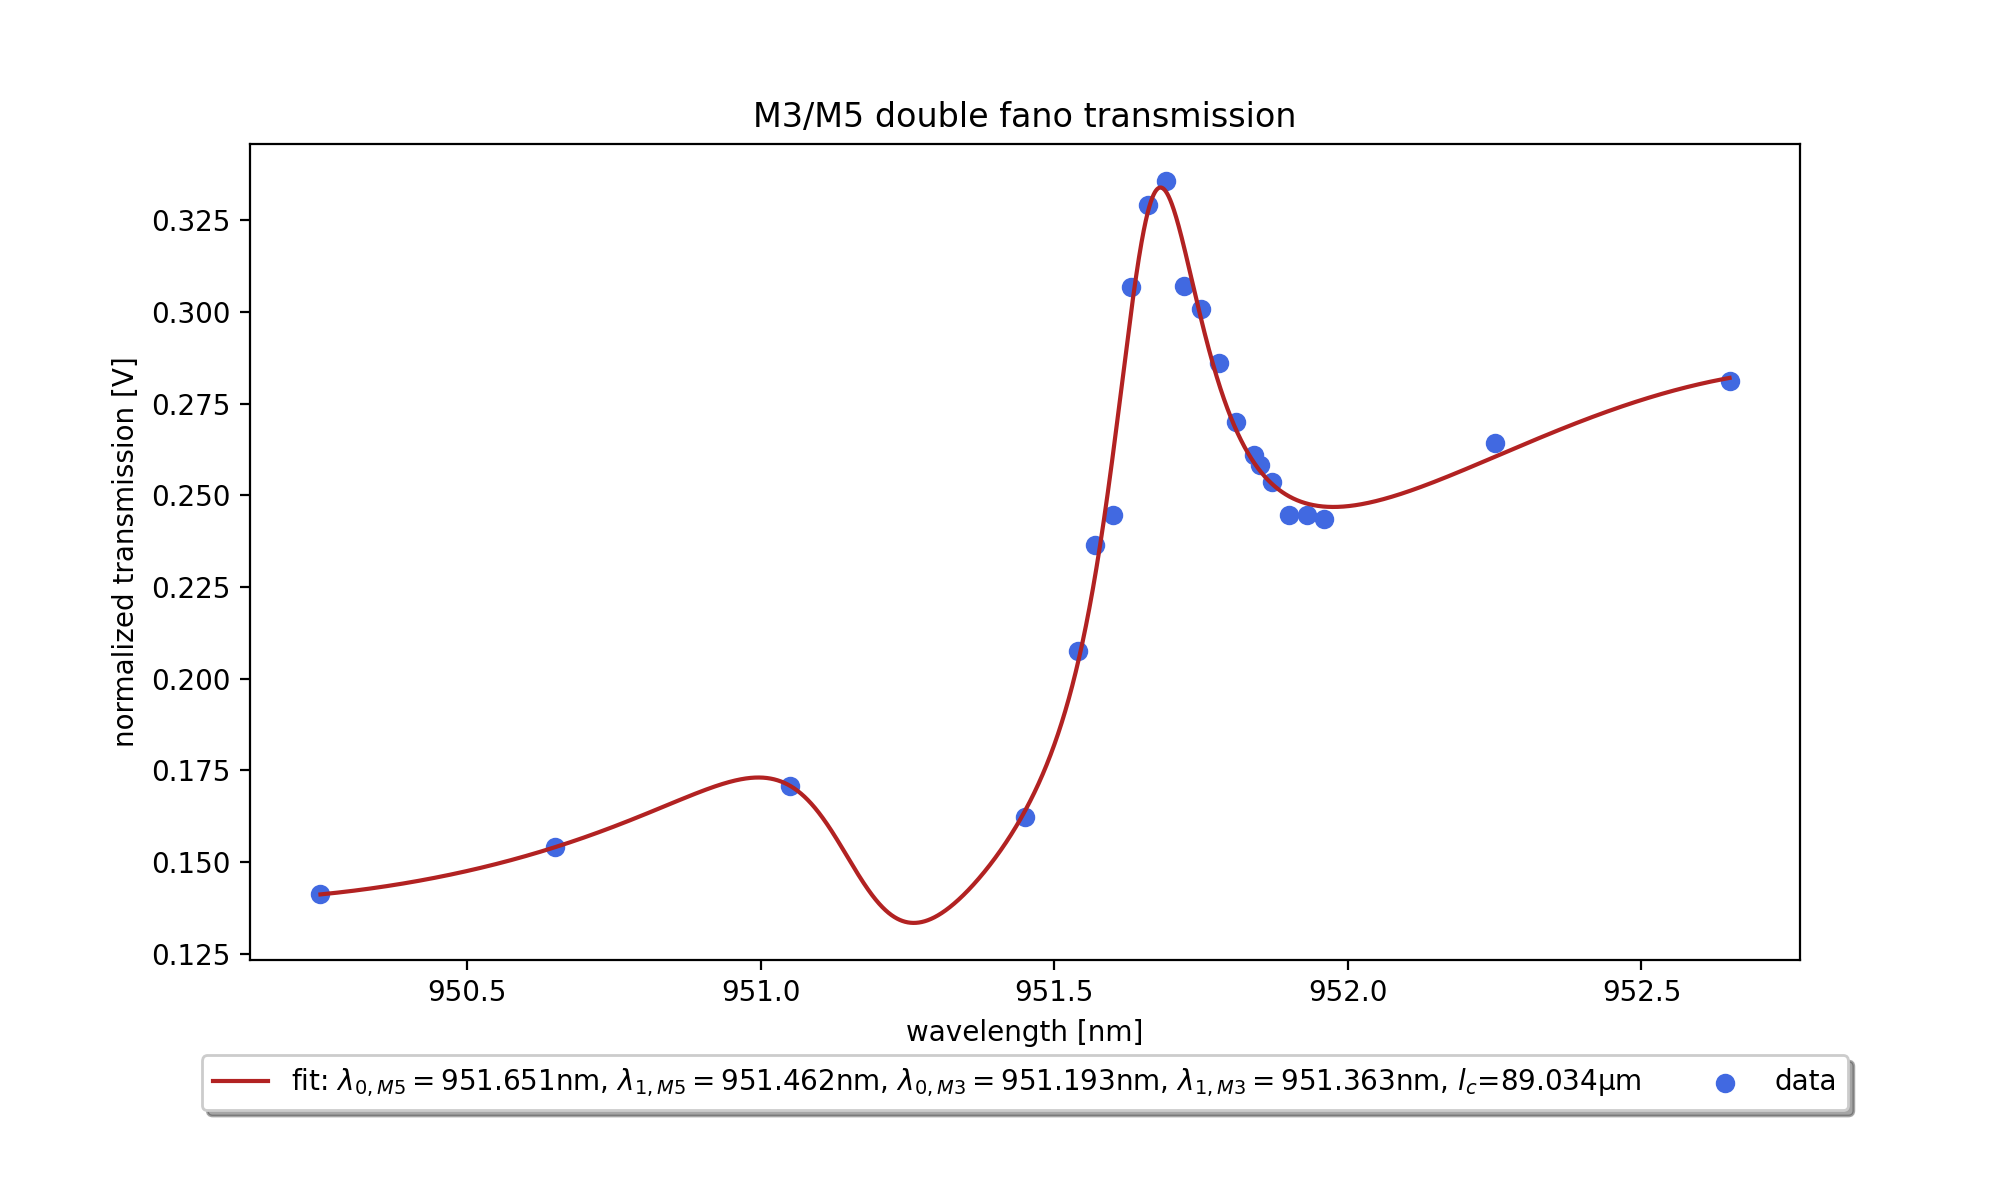 M3/M5 double fano transmission
normalized transmission [V]
0.325
0.300
0.275
0.250
0.225
0.200
0.175
0.150
0.125
950.5 951.0 951.5 952.0 952.5
wavelength [nm]
fit: λ₀,M5 = 951.651nm, λ₁,M5 = 951.462nm, λ₀,M3 = 951.193nm, λ₁,M3 = 951.363nm, l_c=89.034µm data